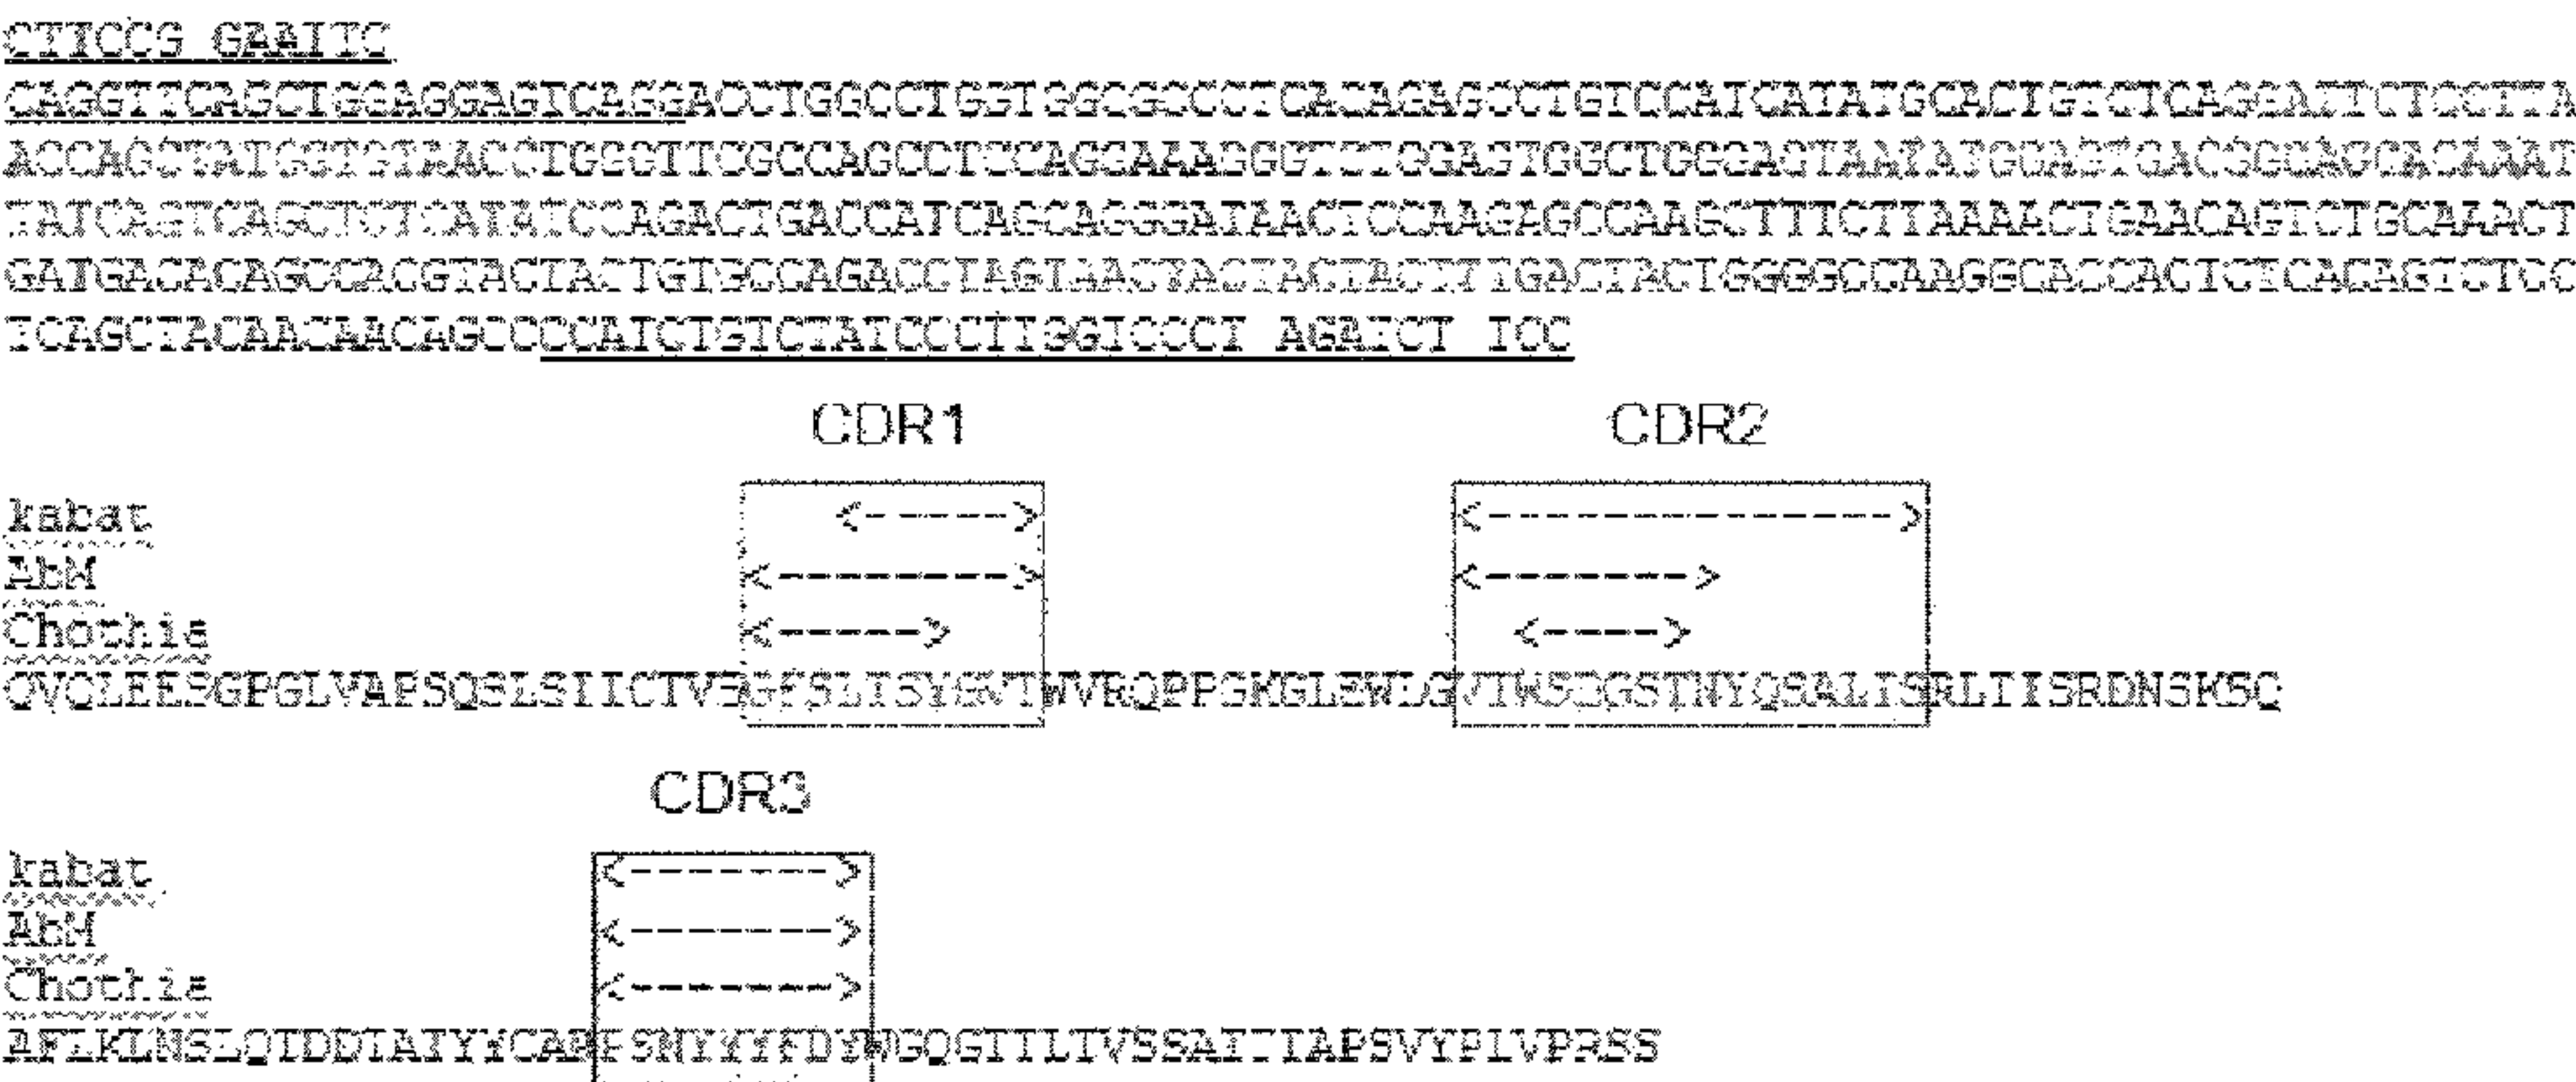 CTTCCG GAATTC
CAGGTTCAGCTGGAGGAGTCAGGACCTGGCCTGGTGGCGCCCTCACAGAGCCTGTCCATCATATGCACTGTCTCAGGATTCTCCTTA
ACCAGCTATGGTGTAACCTGGGTTCGCCAGCCTCCAGGAAAGGGTCTGGAGTGGCTGGGAGTAATATGGAGTGACGGGAGCACAAAT
TATCAGTCAGCTCTCATATCCAGACTGACCATCAGCAGGGATAACTCCAAGAGCCAAGCTTTCTTAAAACTGAACAGTCTGCAAACT
GATGACACAGCCACGTACTACTGTGCCAGACCTAGTAACTACTACTACTTTGACTACTGGGGCCAAGGCACCACTCTCACAGTCTCC
TCAGCTACAACAACAGCCCCATCTGTCTATCCCTTGGTCCCT AGATCT TCC
CDR1 CDR2
kabat
AbM
Chothia
QVQLEESGPGLVAPSQSLSIICTVSGFSLTSYGVTWVRQPPGKGLEWLGVIWSDGSTNYQSALISRLTISRDNSKSQ
CDR3
kabat
AbM
Chothia
AFLKLNSLQTDDTATYYCARPSNYYYFDYWGQGTTLTVSSATTTAPSVYPLVPRSS